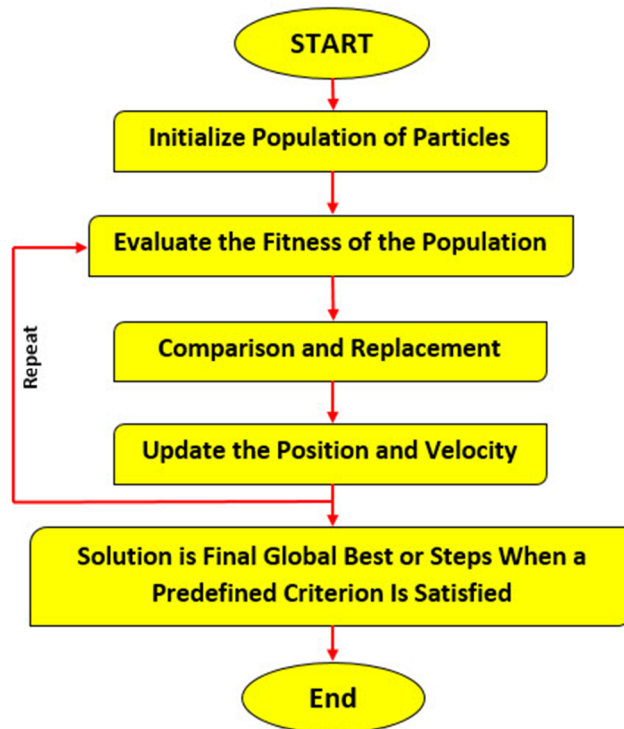 START
Initialize Population of Particles
Evaluate the Fitness of the Population
Repeat
Comparison and Replacement
Update the Position and Velocity
Solution is Final Global Best or Steps When a
Predefined Criterion Is Satisfied
End